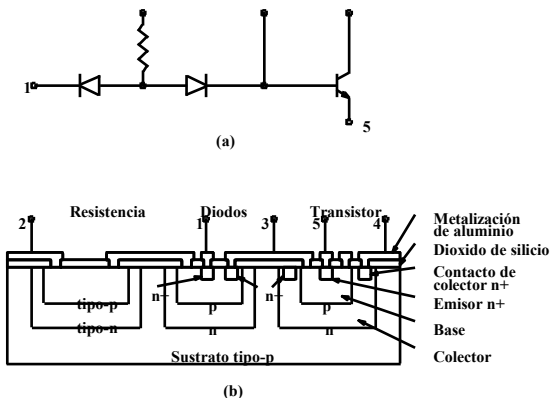 1
5
(a)
Resistencia Diodos Transistor
2 1 3 5 4
Metalización
de aluminio
Dioxido de silicio
Contacto de
colector n+
Emisor n+
Base
Colector
n+ n+
tipo-p p p
tipo-n n n
Sustrato tipo-p
(b)